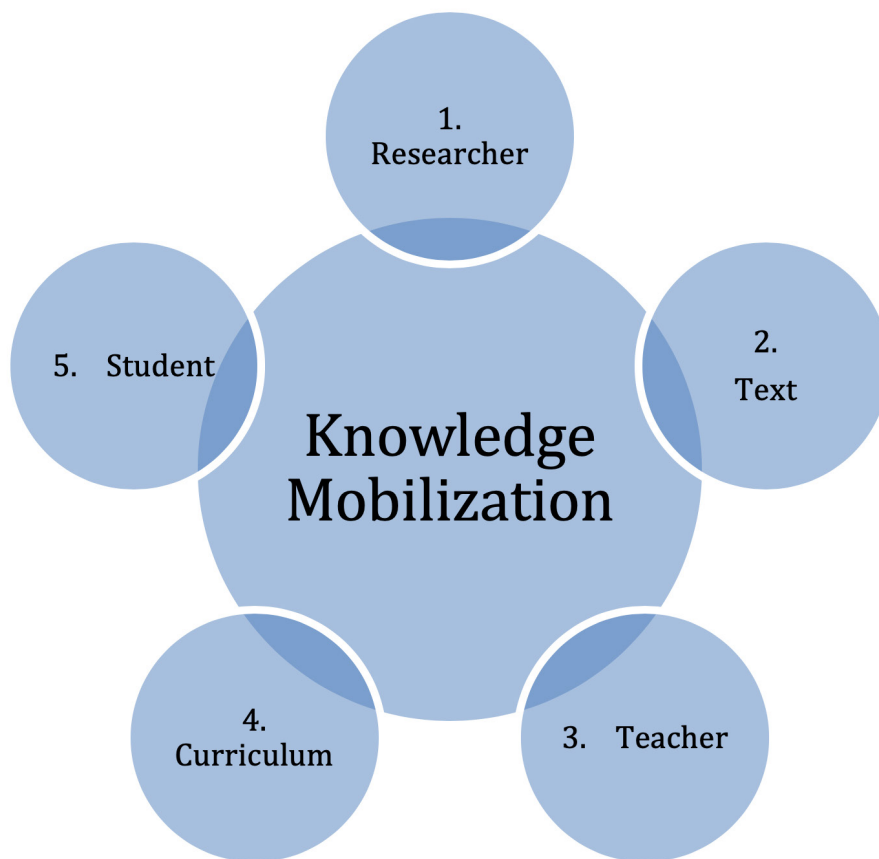 1.
Researcher
2.
Text
Knowledge
Mobilization
5. Student
4.
Curriculum
3. Teacher